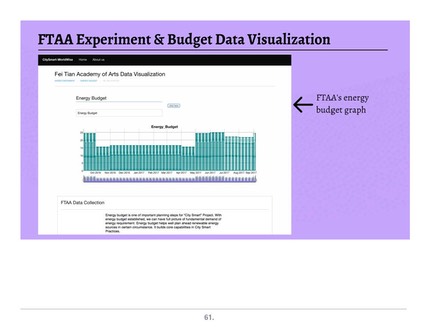 FTAA Experiment & Budget Data Visualization
CitySmart-WorldWise Home About
Fei Tian Academy of Arts Data Visualization
Energy Budget
Energy Budget
Energy_Budget
FTAA Data Collection
Energy budget is one of important planning steps for "City Smart" Project. With
energy budget established, we can have full picture of fundamental demand of
energy requirement. Energy budget helps well plan ahead renewable energy
sources in certain circumstance. It builds core capabilities in City Smart
Practices.
FTAA's energy
budget graph
61.